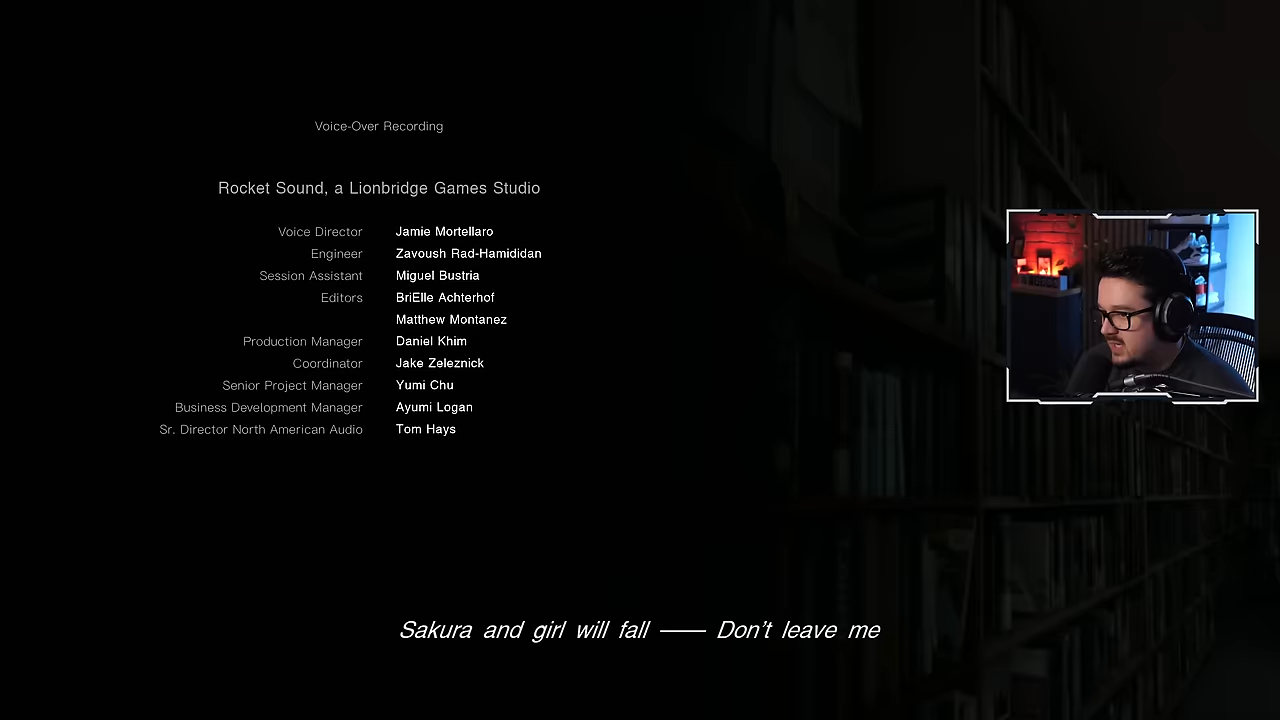 Voice-Over Recording
Rocket Sound, a Lionbridge Games Studio
Voice Director Jamie Mortellaro
Engineer Zavoush Rad-Hamididan
Session Assistant Miguel Bustria
Editors BriElle Achterhof
Matthew Montanez
Production Manager Daniel Khim
Coordinator Jake Zeleznick
Senior Project Manager Yumi Chu
Business Development Manager Ayumi Logan
Sr. Director North American Audio Tom Hays
Sakura and girl will fall —— Don't leave me